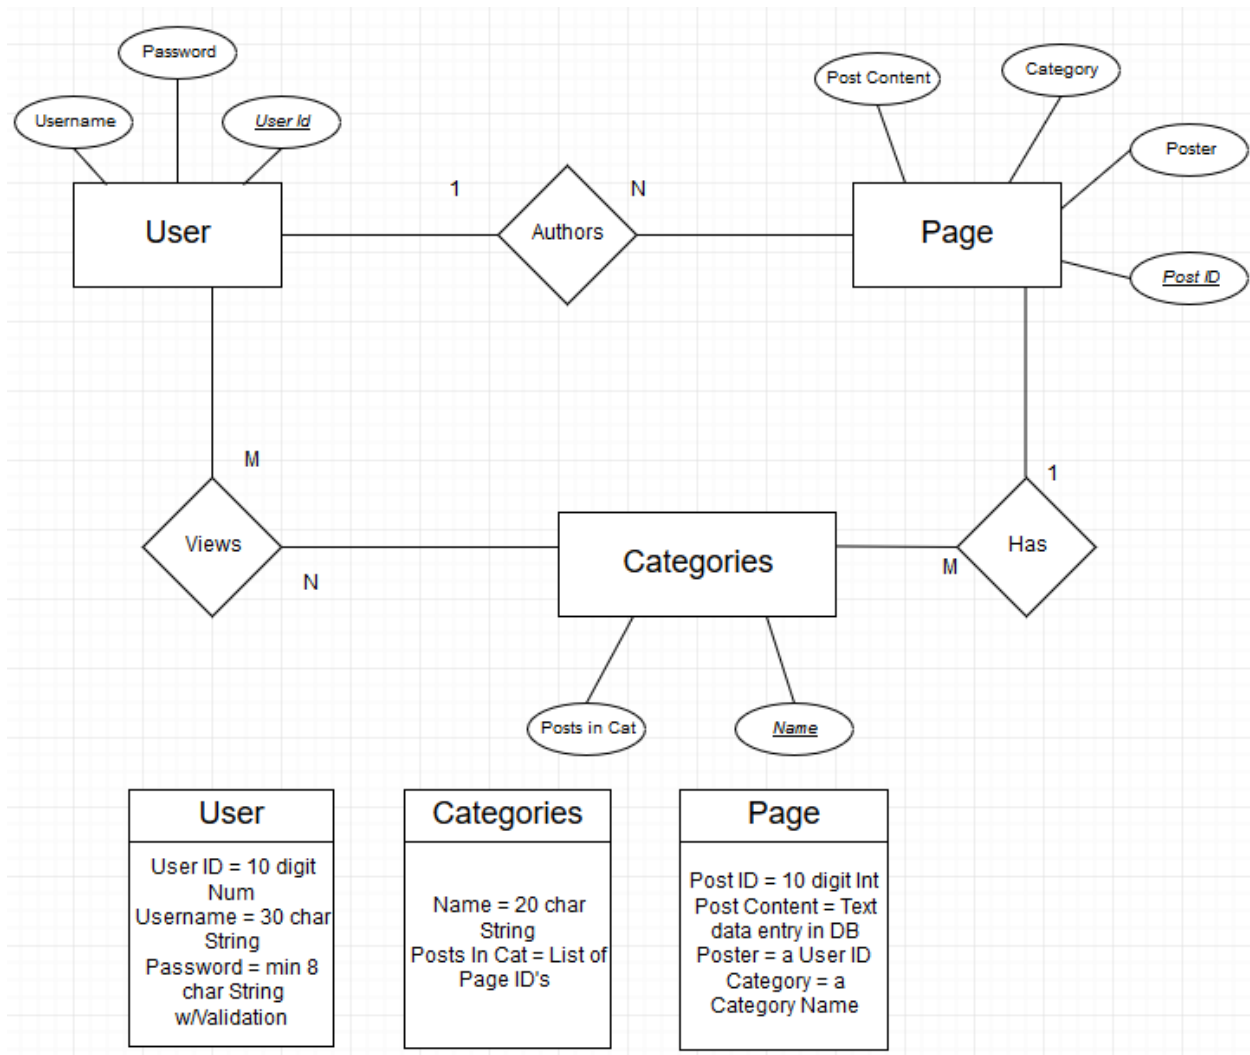 Password
Username
User Id
User
1
Authors
N
Post Content
Category
Poster
Page
Post ID
M
Views
N
Categories
1
Has
M
Posts in Cat
Name
User
User ID = 10 digit
Num
Username = 30 char
String
Password = min 8
char String
w/Validation
Categories
Name = 20 char
String
Posts In Cat = List of
Page ID's
Page
Post ID = 10 digit Int
Post Content = Text
data entry in DB
Poster = a User ID
Category = a
Category Name